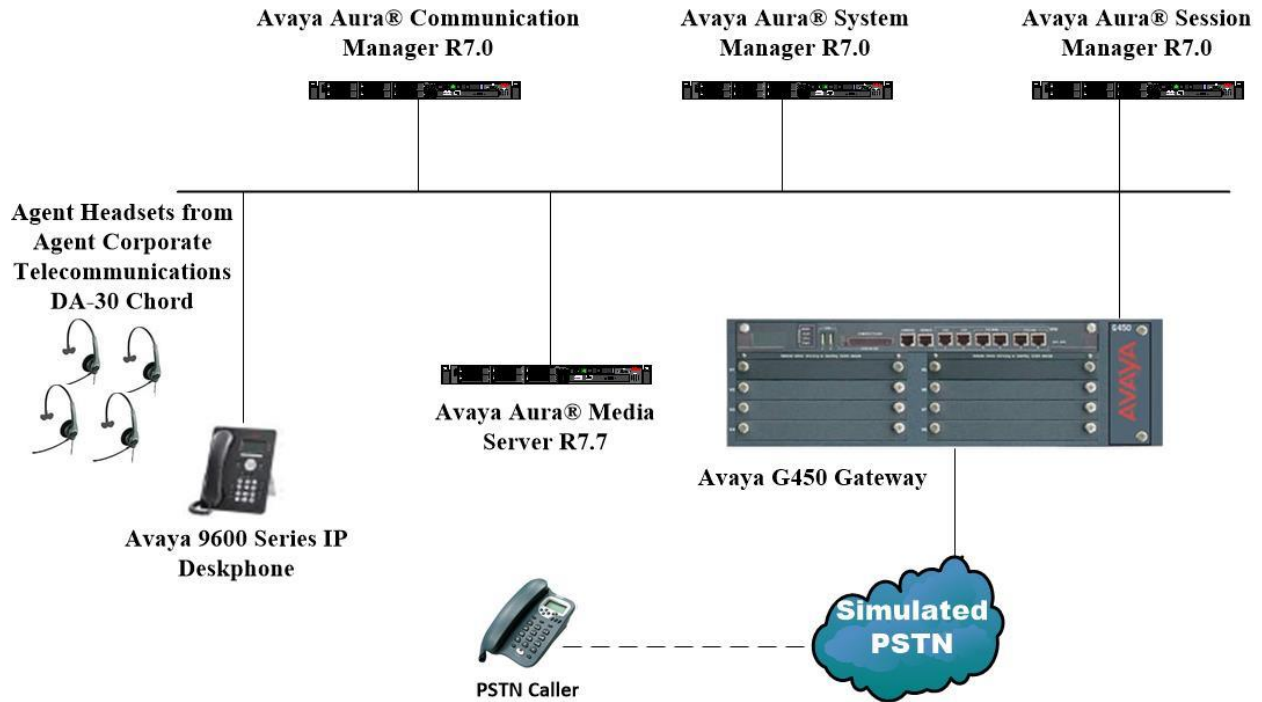 Avaya Aura® Communication
Manager R7.0
Avaya Aura® System
Manager R7.0
Avaya Aura® Session
Manager R7.0
Agent Headsets from
Agent Corporate
Telecommunications
DA-30 Chord
Avaya Aura® Media
Server R7.7
G450
AVAYA
Avaya G450 Gateway
Avaya 9600 Series IP
Deskphone
Simulated
PSTN
PSTN Caller